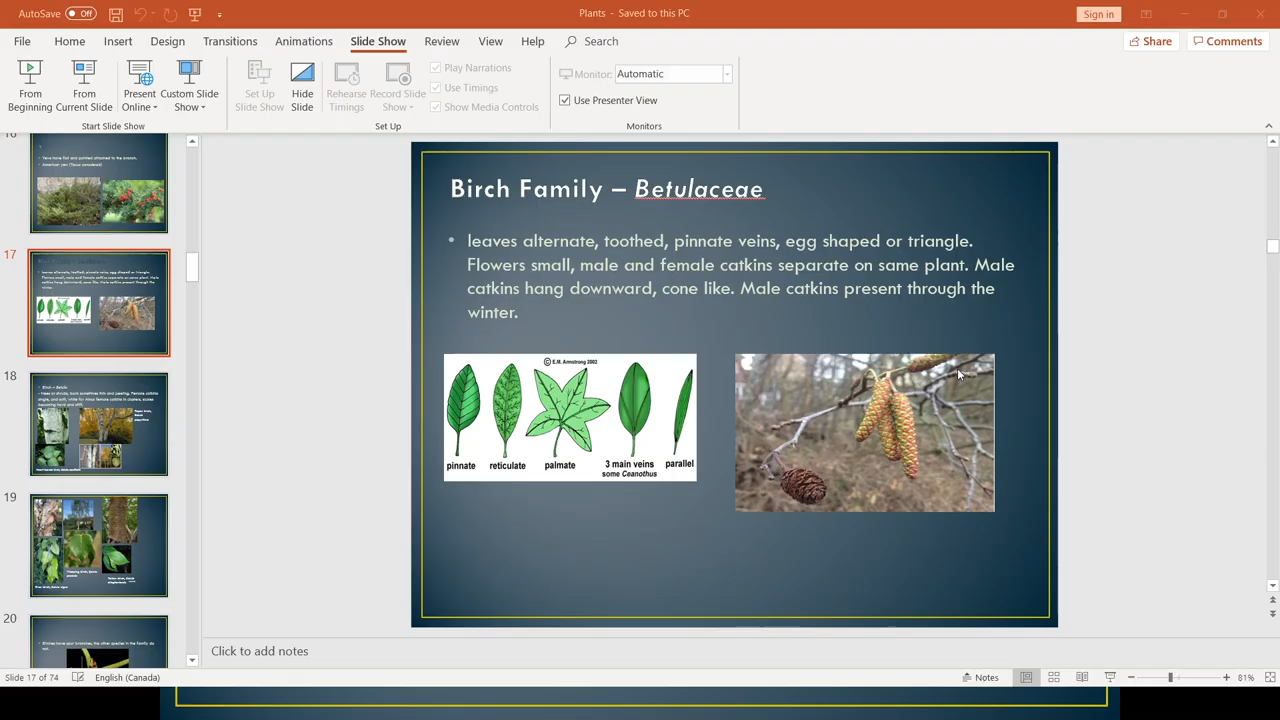 AutoSave Off
Plants - Saved to this PC
Sign in
File Home Insert Design Transitions Animations Slide Show Review View Help Search
Share Comments
From Beginning
From Current Slide
Present Online
Custom Slide Show
Set Up Slide Show
Hide Slide
Rehearse Timings
Record Slide Show
Play Narrations
Use Timings
Show Media Controls
Monitor: Automatic
Use Presenter View
Start Slide Show
Set Up
Monitors
16
17
18
19
20
Birch Family – Betulaceae
• leaves alternate, toothed, pinnate veins, egg shaped or triangle.
Flowers small, male and female catkins separate on same plant. Male
catkins hang downward, cone like. Male catkins present through the
winter.
© E.M. Armstrong 2002
pinnate reticulate palmate 3 main veins parallel
some Ceanothus
Click to add notes
Slide 17 of 74 English (Canada)
Notes
81%